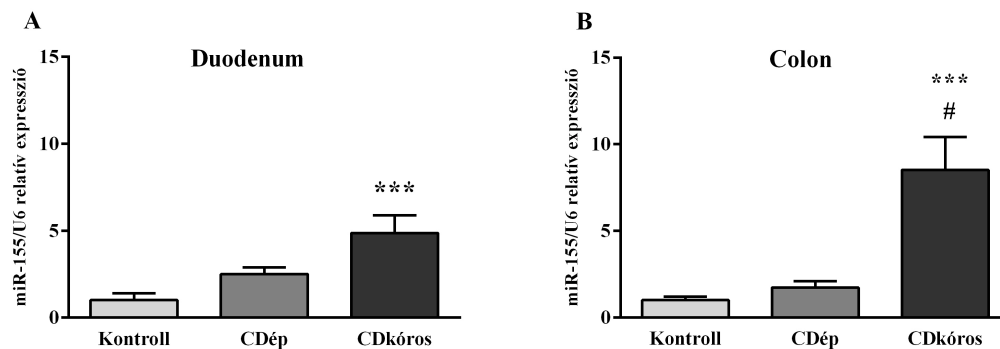 A
Duodenum
miR-155/U6 relatív expresszió
15
10
5
0
***
Kontroll CDép CDkóros
B
Colon
miR-155/U6 relatív expresszió
15
10
5
0
***
#
Kontroll CDép CDkóros